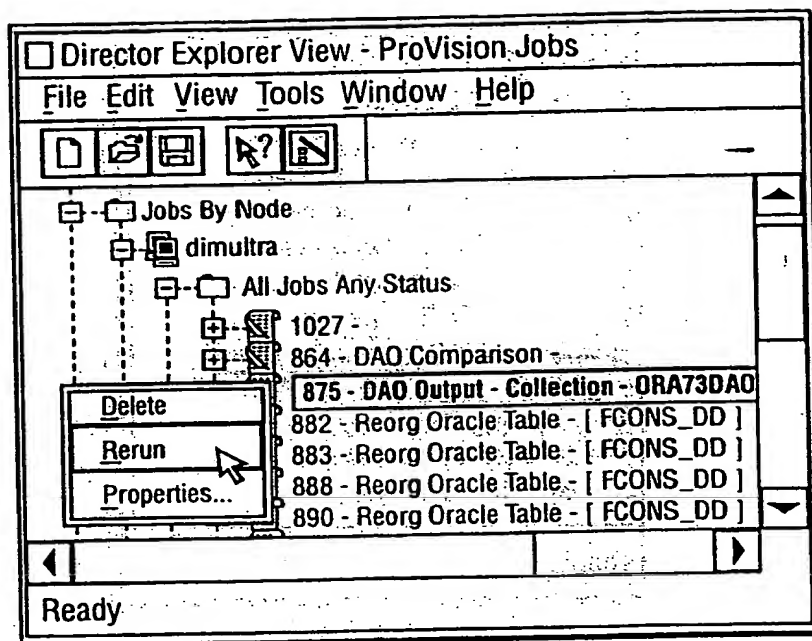 Director Explorer View - ProVision Jobs
File Edit View Tools Window Help
?
Jobs By Node
dimultra
All Jobs Any Status
1027 -
864 - DAO Comparison -
875 - DAO Output - Collection - ORA73DAO
882 - Reorg Oracle Table - [ FCONS_DD ]
883 - Reorg Oracle Table - [ FCONS_DD ]
888 - Reorg Oracle Table - [ FCONS_DD ]
890 - Reorg Oracle Table - [ FCONS_DD ]
Delete
Rerun
Properties...
Ready